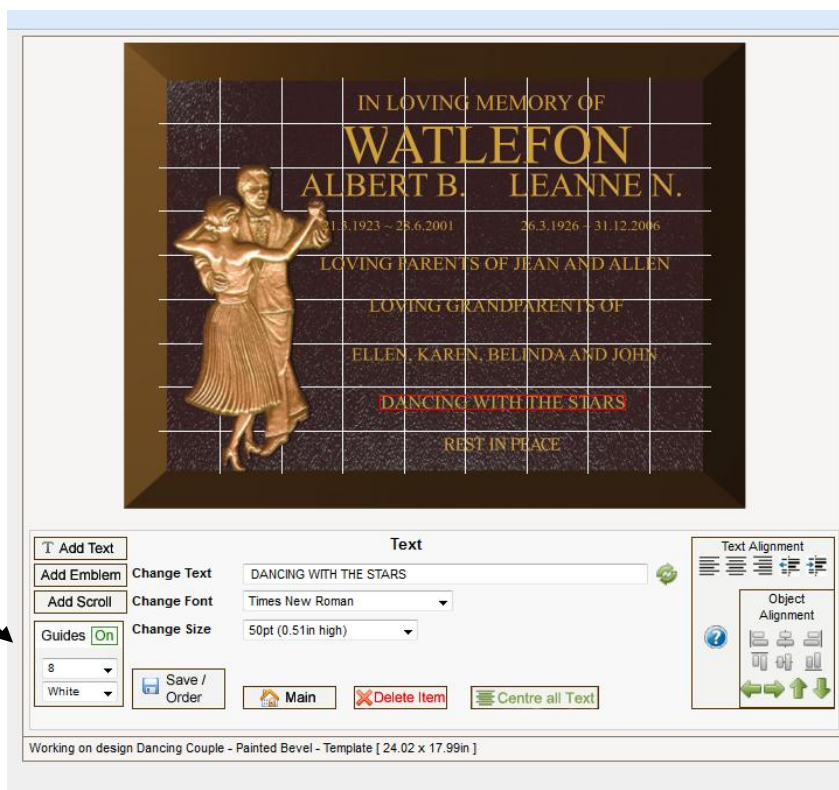 IN LOVING MEMORY OF
WATLEFON
ALBERT B. LEANNE N.
21.3.1923 ~ 28.6.2001 26.3.1926 ~ 31.12.2006
LOVING PARENTS OF JEAN AND ALLEN
LOVING GRANDPARENTS OF
ELLEN, KAREN, BELINDA AND JOHN
DANCING WITH THE STARS
REST IN PEACE
T Add Text
Text
Text Alignment
Add Emblem
Change Text
DANCING WITH THE STARS
Add Scroll
Change Font
Times New Roman
Object
Alignment
Guides On
Change Size
50pt (0.51in high)
8
White
Save /
Order
Main
Delete Item
Centre all Text
Working on design Dancing Couple - Painted Bevel - Template [ 24.02 x 17.99in ]